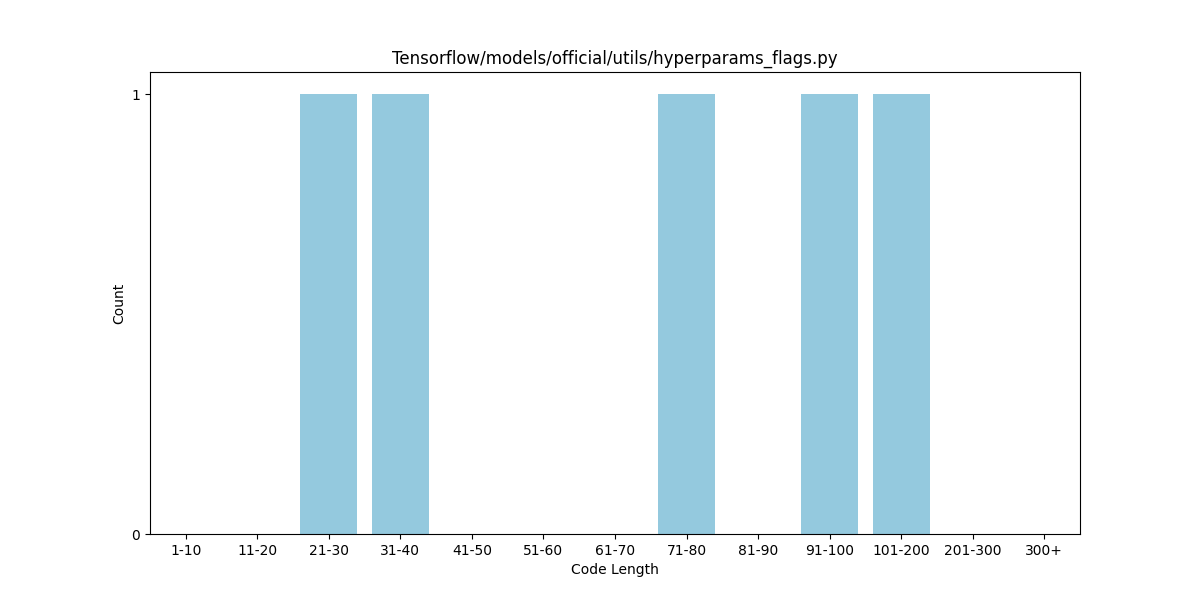 Tensorflow/models/official/utils/hyperparams_flags.py
1
Count
0
1-10 11-20 21-30 31-40 41-50 51-60 61-70 71-80 81-90 91-100 101-200 201-300 300+
Code Length